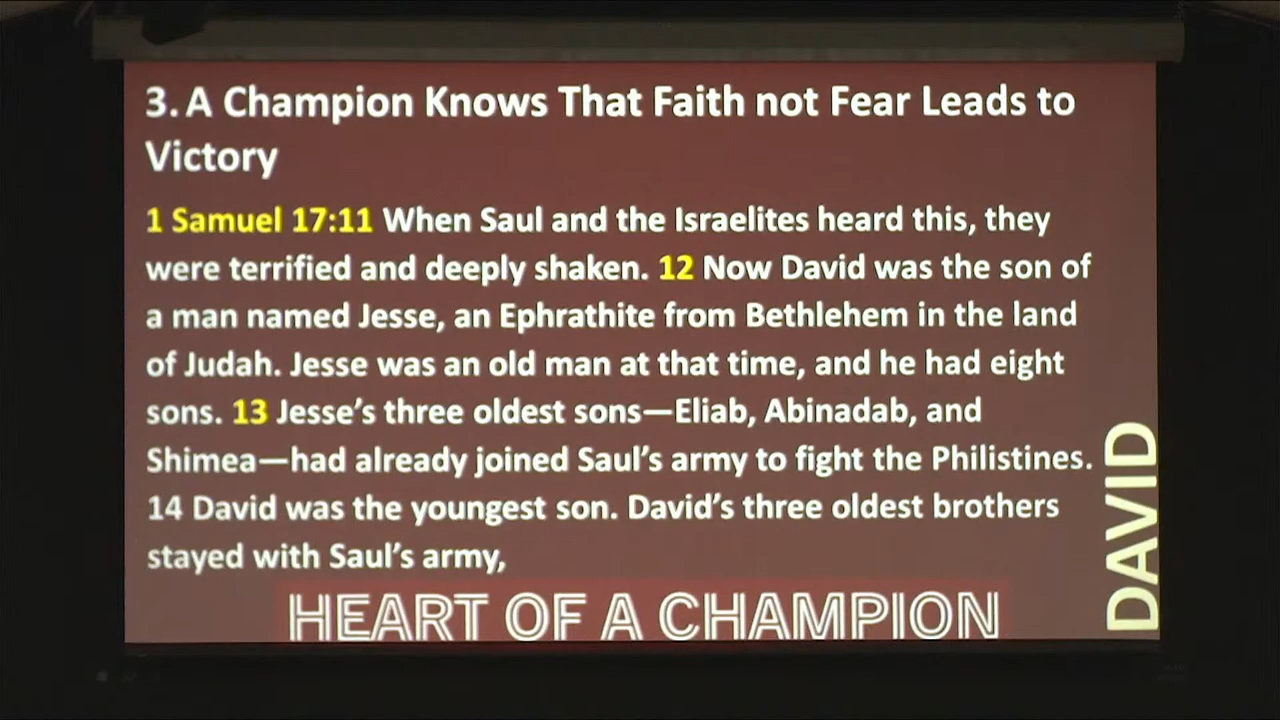 3. A Champion Knows That Faith not Fear Leads to
Victory
1 Samuel 17:11 When Saul and the Israelites heard this, they
were terrified and deeply shaken. 12 Now David was the son of
a man named Jesse, an Ephrathite from Bethlehem in the land
of Judah. Jesse was an old man at that time, and he had eight
sons. 13 Jesse’s three oldest sons—Eliab, Abinadab, and
Shimea—had already joined Saul’s army to fight the Philistines.
14 David was the youngest son. David’s three oldest brothers
stayed with Saul’s army,
HEART OF A CHAMPION
DAVID